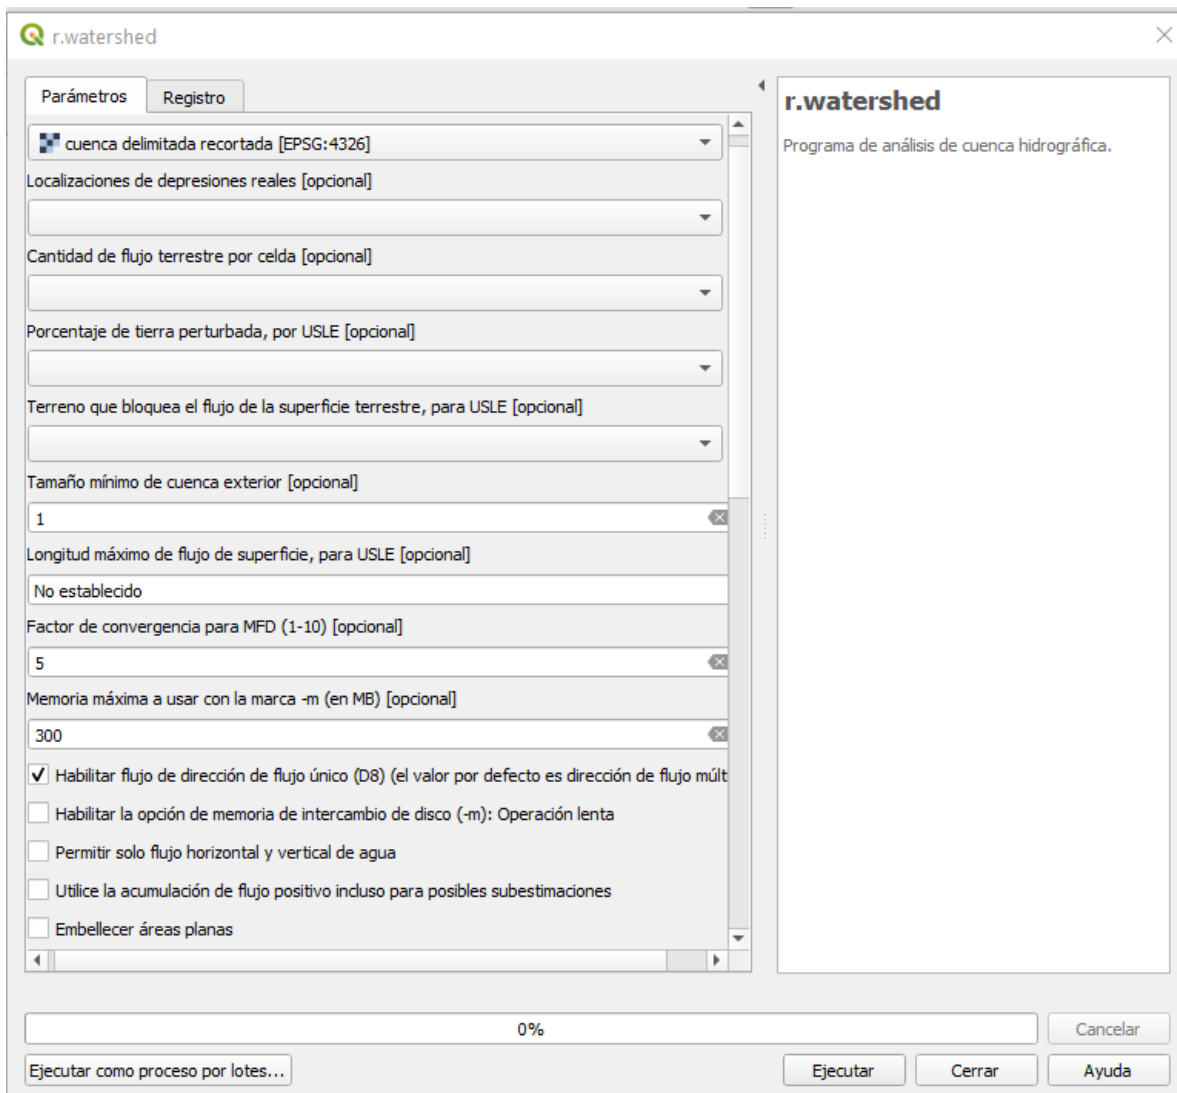 r.watershed
Parámetros
Registro
cuenca delimitada recortada [EPSG:4326]
Localizaciones de depresiones reales [opcional]
Cantidad de flujo terrestre por celda [opcional]
Porcentaje de tierra perturbada, por USLE [opcional]
Terreno que bloquea el flujo de la superficie terrestre, para USLE [opcional]
Tamaño mínimo de cuenca exterior [opcional]
1
Longitud máximo de flujo de superficie, para USLE [opcional]
No establecido
Factor de convergencia para MFD (1-10) [opcional]
5
Memoria máxima a usar con la marca -m (en MB) [opcional]
300
Habilitar flujo de dirección de flujo único (D8) (el valor por defecto es dirección de flujo múlt
Habilitar la opción de memoria de intercambio de disco (-m): Operación lenta
Permitir solo flujo horizontal y vertical de agua
Utilice la acumulación de flujo positivo incluso para posibles subestimaciones
Embellecer áreas planas
r.watershed
Programa de análisis de cuenca hidrográfica.
0%
Cancelar
Ejecutar como proceso por lotes...
Ejecutar
Cerrar
Ayuda